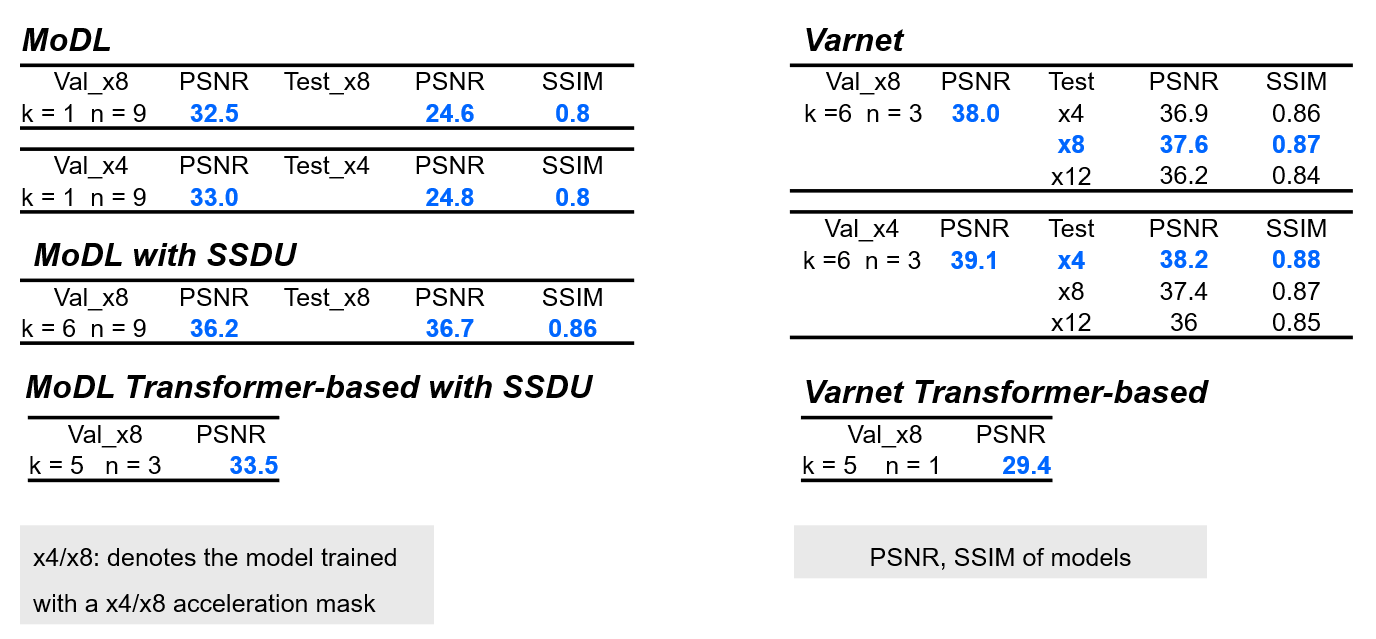 MoDL
Val_x8 PSNR Test_x8 PSNR SSIM
k = 1 n = 9 32.5 24.6 0.8
Val_x4 PSNR Test_x4 PSNR SSIM
k = 1 n = 9 33.0 24.8 0.8
MoDL with SSDU
Val_x8 PSNR Test_x8 PSNR SSIM
k = 6 n = 9 36.2 36.7 0.86
MoDL Transformer-based with SSDU
Val_x8 PSNR
k = 5 n = 3 33.5
x4/x8: denotes the model trained
with a x4/x8 acceleration mask
Varnet
Val_x8 PSNR Test PSNR SSIM
k =6 n = 3 38.0 x4 36.9 0.86
x8 37.6 0.87
x12 36.2 0.84
Val_x4 PSNR Test PSNR SSIM
k =6 n = 3 39.1 x4 38.2 0.88
x8 37.4 0.87
x12 36 0.85
Varnet Transformer-based
Val_x8 PSNR
k = 5 n = 1 29.4
PSNR, SSIM of models